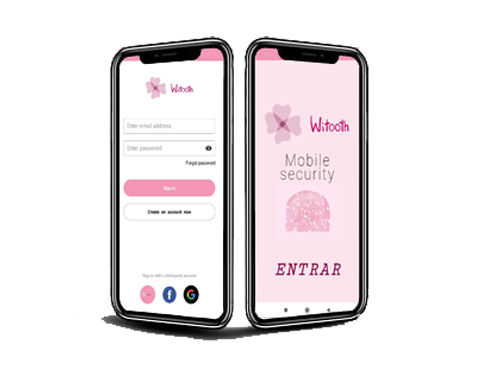 Witooth
Enter email address
Enter password
Forgot password
Sign in
Create an account now
Sign in with a third-party account
f
G
Witooth
Mobile
security
ENTRAR